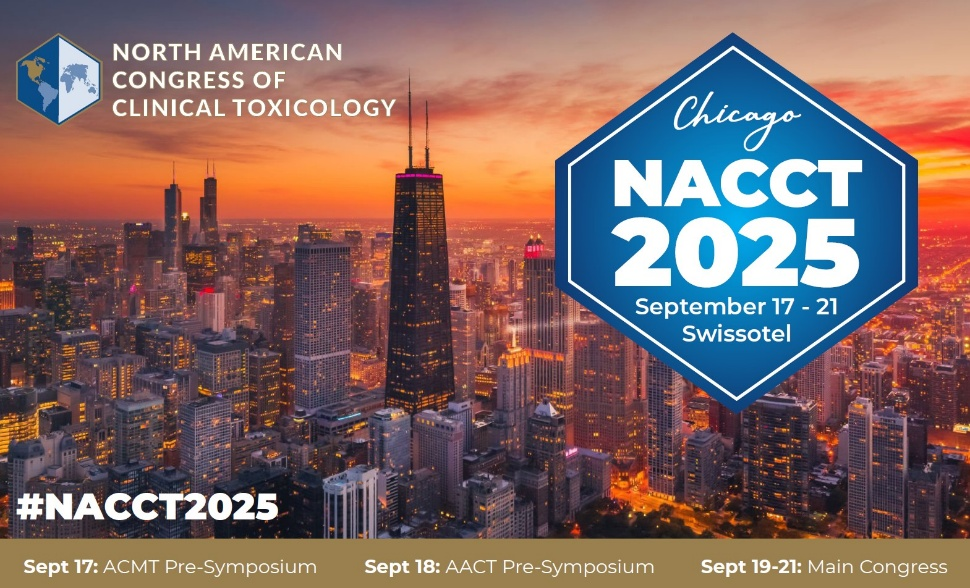 NORTH AMERICAN
CONGRESS OF
CLINICAL TOXICOLOGY
Chicago
NACCT
2025
September 17 - 21
Swissotel
#NACCT2025
Sept 17: ACMT Pre-Symposium
Sept 18: AACT Pre-Symposium
Sept 19-21: Main Congress